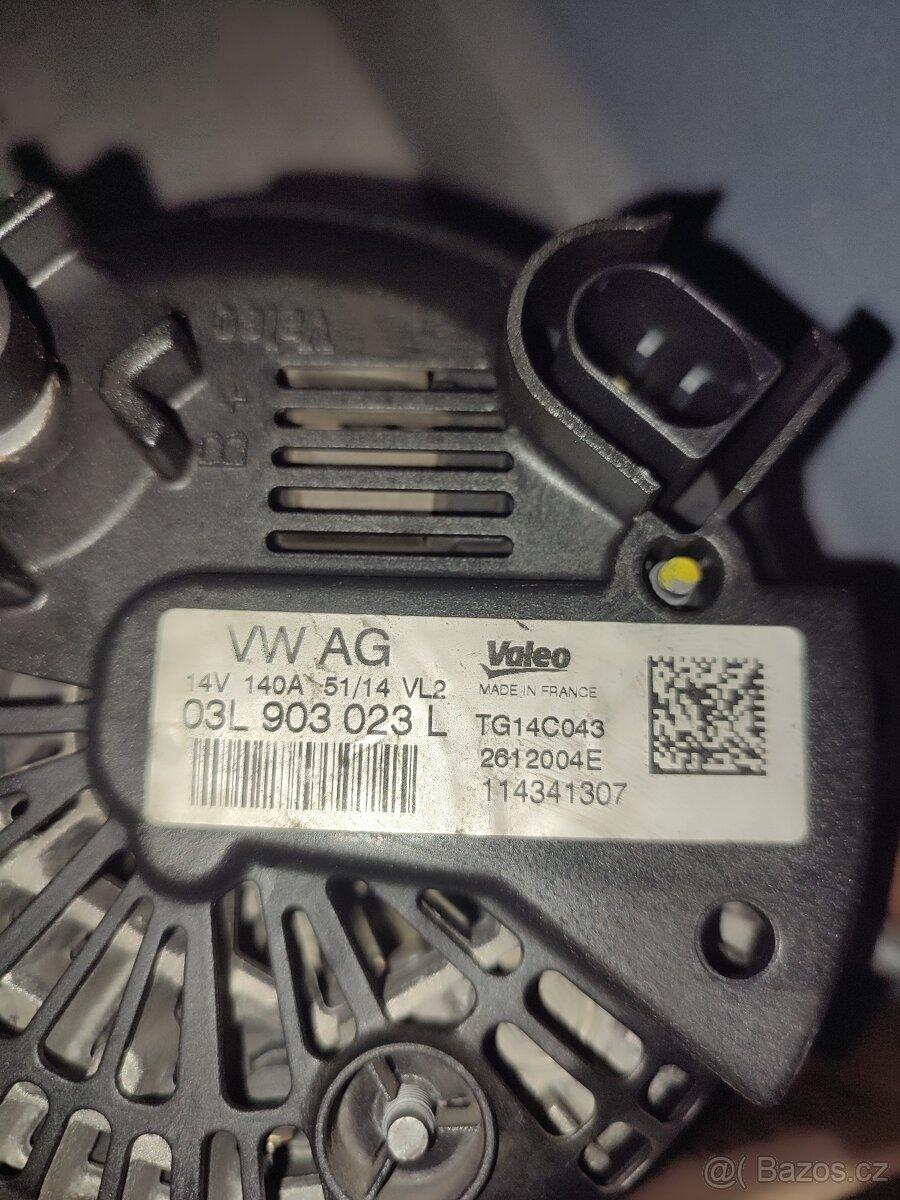 Valeo
B+
VW AG
14V 140A 51/14 VL2
03L 903 023 L
Valeo
MADE IN FRANCE
TG14C043
2612004E
114341307
@( Bazos.cz